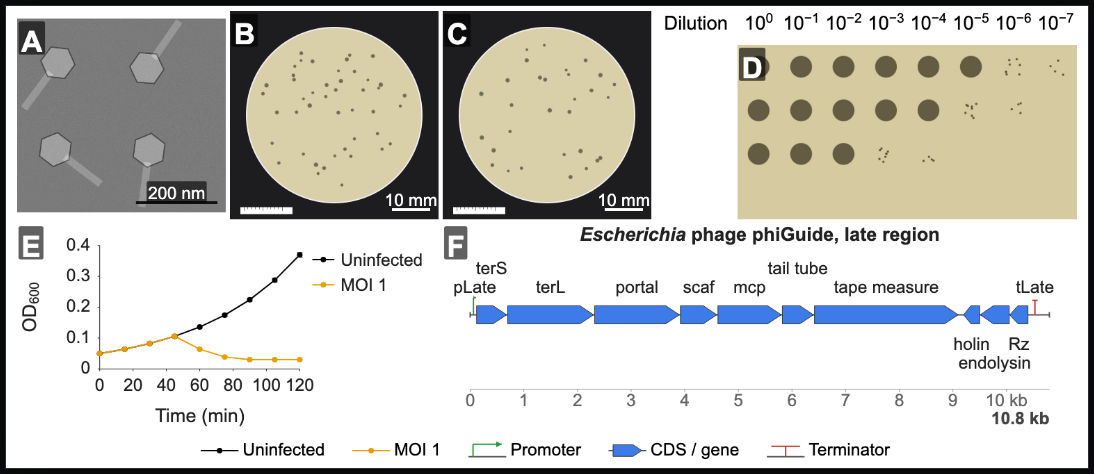 A
200 nm
B
10 mm
C
10 mm
Dilution 10⁰ 10⁻¹ 10⁻² 10⁻³ 10⁻⁴ 10⁻⁵ 10⁻⁶ 10⁻⁷
D
E
0.4
0.3
0.2
0.1
0
OD₆₀₀
0 20 40 60 80 100 120
Time (min)
Uninfected
MOI 1
F
Escherichia phage phiGuide, late region
terS tail tube
pLate terL portal scaf mcp tape measure tLate
holin Rz
endolysin
0 1 2 3 4 5 6 7 8 9 10 kb
10.8 kb
Uninfected MOI 1 Promoter CDS / gene Terminator